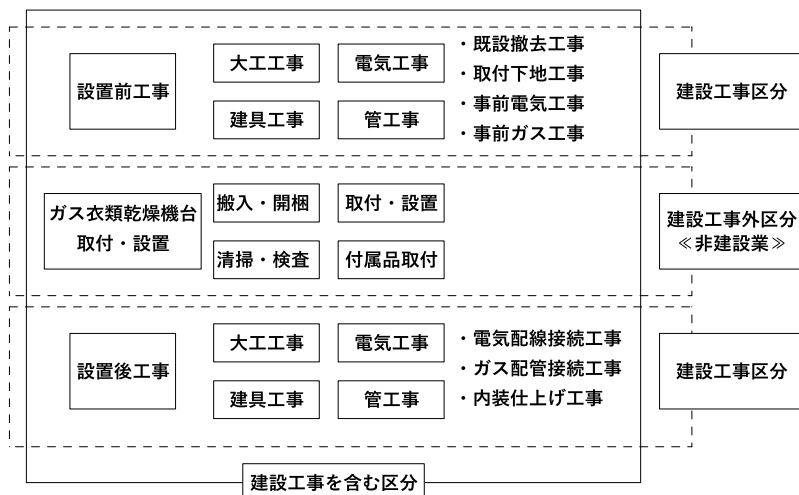 設置前工事
大工工事
電気工事
建具工事
管工事
・既設撤去工事
・取付下地工事
・事前電気工事
・事前ガス工事
建設工事区分
ガス衣類乾燥機台
取付・設置
搬入・開梱
取付・設置
清掃・検査
付属品取付
建設工事外区分
≪非建設業≫
設置後工事
大工工事
電気工事
建具工事
管工事
・電気配線接続工事
・ガス配管接続工事
・内装仕上げ工事
建設工事区分
建設工事を含む区分